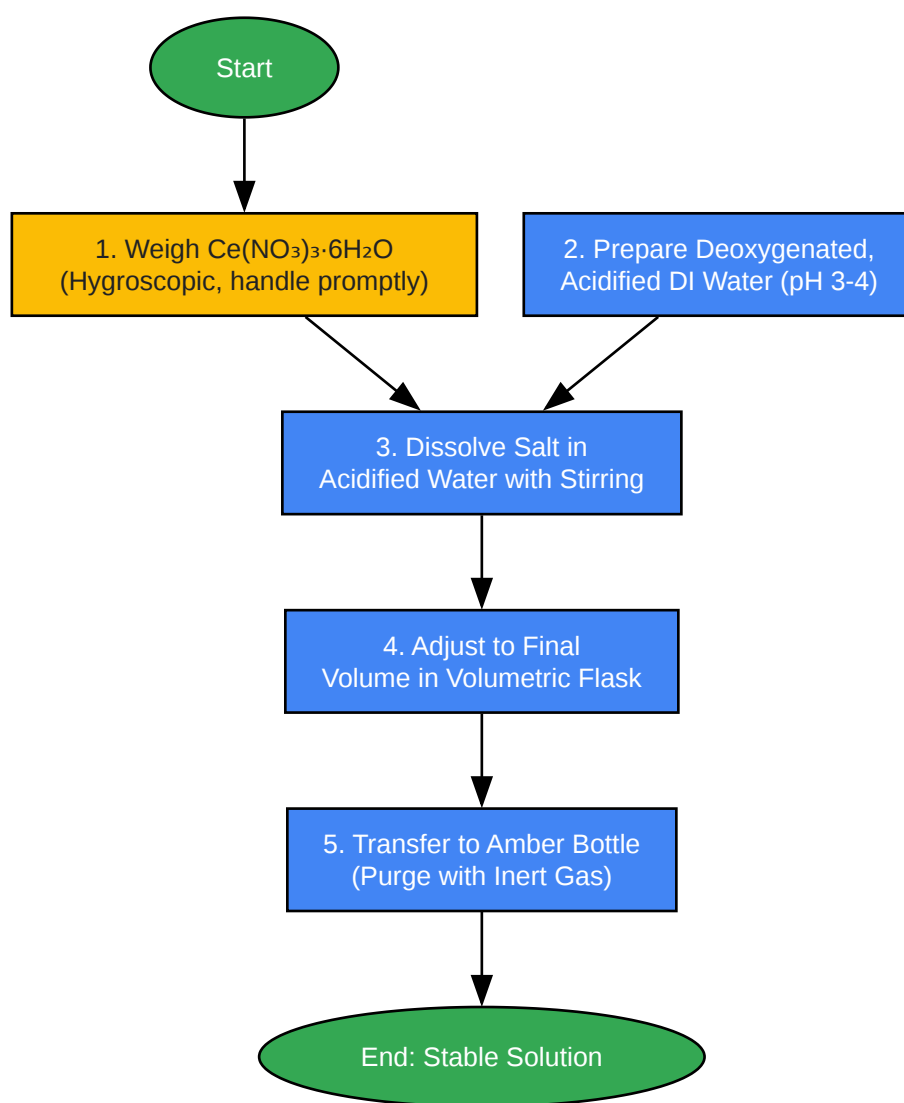 Start
1. Weigh Ce(NO₃)₃·6H₂O
(Hygroscopic, handle promptly)
2. Prepare Deoxygenated,
Acidified DI Water (pH 3-4)
3. Dissolve Salt in
Acidified Water with Stirring
4. Adjust to Final
Volume in Volumetric Flask
5. Transfer to Amber Bottle
(Purge with Inert Gas)
End: Stable Solution